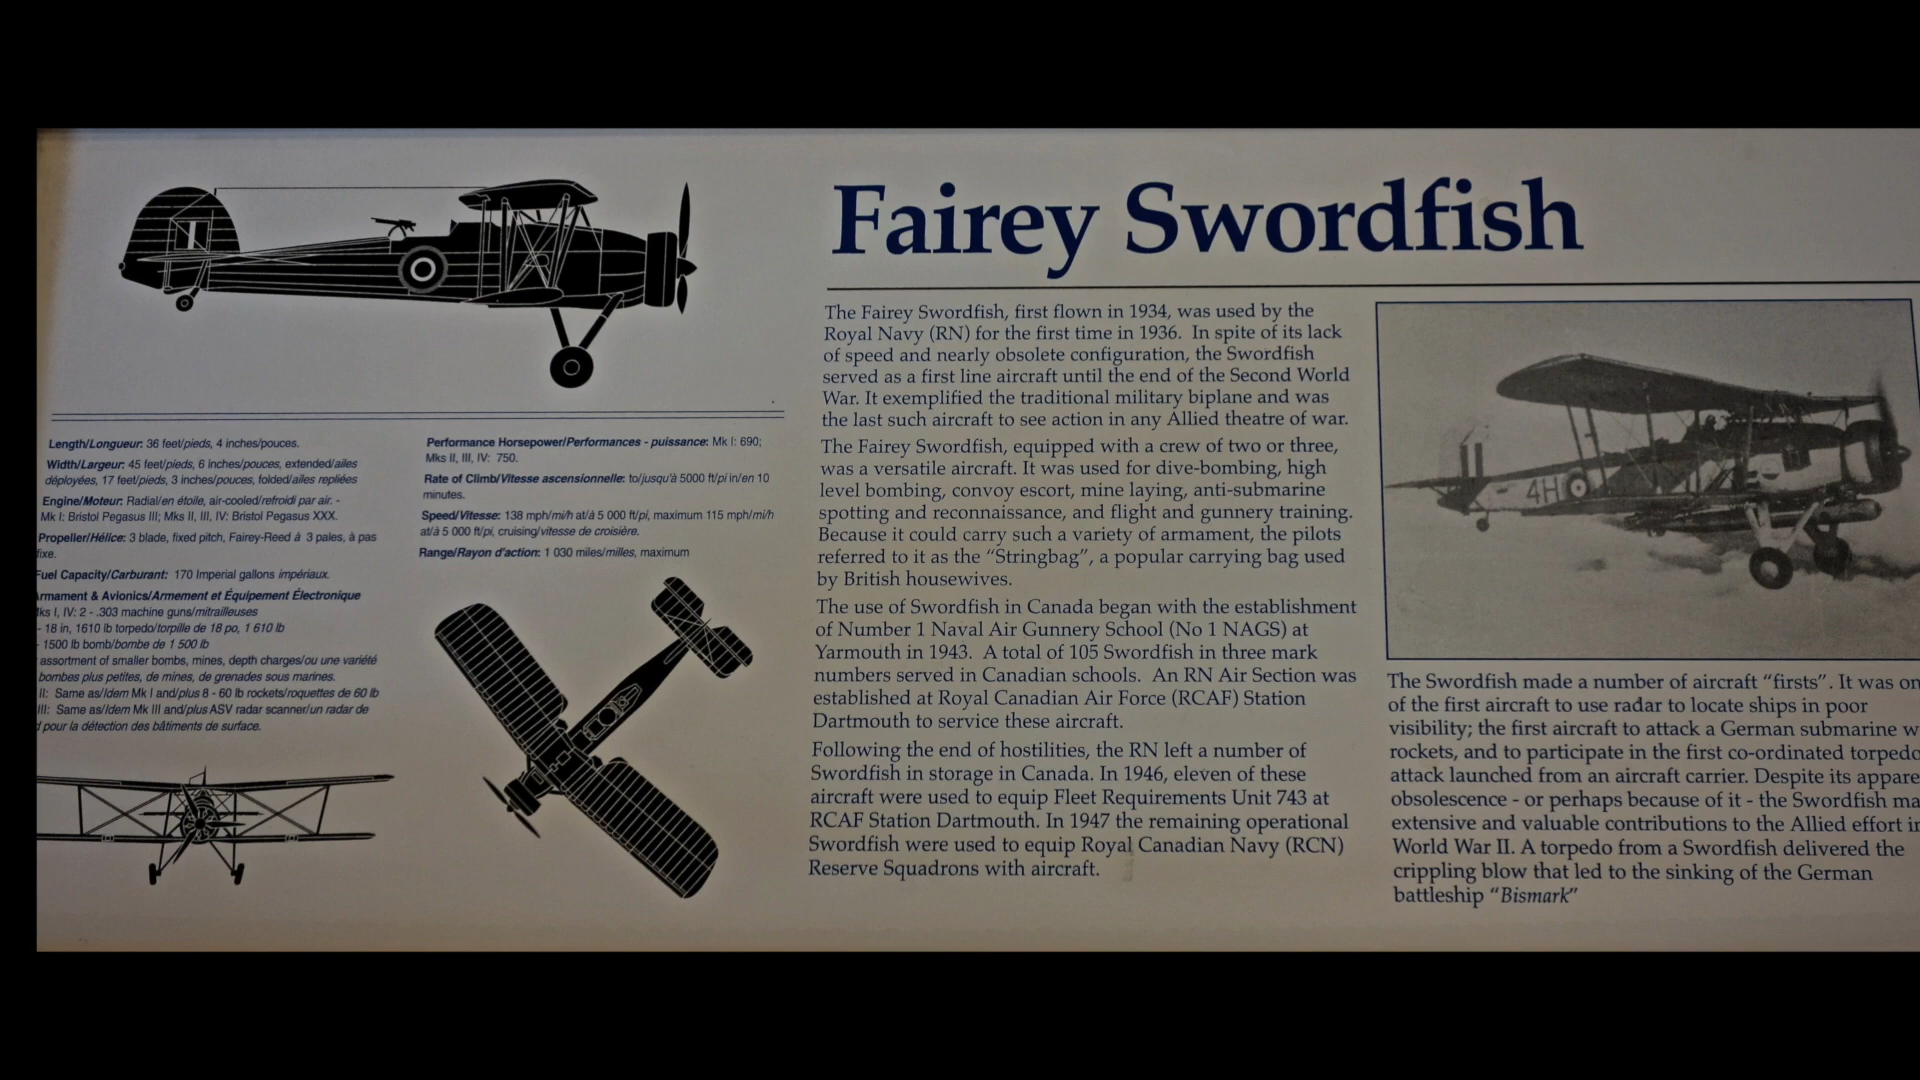 Fairey Swordfish
Length/Longueur: 36 feet/pieds, 4 inches/pouces.
Width/Largeur: 45 feet/pieds, 6 inches/pouces, extended/ailes
déployées, 17 feet/pieds, 3 inches/pouces, folded/ailes repliées
Engine/Moteur: Radial/en étoile, air-cooled/refroidi par air. -
Mk I: Bristol Pegasus III; Mks II, III, IV: Bristol Pegasus XXX.
Propeller/Hélice: 3 blade, fixed pitch, Fairey-Reed à 3 pales, à pas
fixe.
Fuel Capacity/Carburant: 170 Imperial gallons impériaux.
rmament & Avionics/Armement et Équipement Électronique
ks I, IV: 2 - .303 machine guns/mitrailleuses
- 18 in, 1610 lb torpedo/torpille de 18 po, 1 610 lb
- 1500 lb bomb/bombe de 1 500 lb
assortment of smaller bombs, mines, depth charges/ou une variété
bombes plus petites, de mines, de grenades sous marines.
II: Same as/Idem Mk I and/plus 8 - 60 lb rockets/roquettes de 60 lb
III: Same as/Idem Mk III and/plus ASV radar scanner/un radar de
pour la détection des bâtiments de surface.
Performance Horsepower/Performances - puissance: Mk I: 690;
Mks II, III, IV: 750.
Rate of Climb/Vitesse ascensionnelle: to/jusqu'à 5000 ft/pi in/en 10
minutes.
Speed/Vitesse: 138 mph/mi/h at/à 5 000 ft/pi, maximum 115 mph/mi/h
at/à 5 000 ft/pi, cruising/vitesse de croisière.
Range/Rayon d'action: 1 030 miles/milles, maximum
The Fairey Swordfish, first flown in 1934, was used by the
Royal Navy (RN) for the first time in 1936. In spite of its lack
of speed and nearly obsolete configuration, the Swordfish
served as a first line aircraft until the end of the Second World
War. It exemplified the traditional military biplane and was
the last such aircraft to see action in any Allied theatre of war.
The Fairey Swordfish, equipped with a crew of two or three,
was a versatile aircraft. It was used for dive-bombing, high
level bombing, convoy escort, mine laying, anti-submarine
spotting and reconnaissance, and flight and gunnery training.
Because it could carry such a variety of armament, the pilots
referred to it as the "Stringbag", a popular carrying bag used
by British housewives.
The use of Swordfish in Canada began with the establishment
of Number 1 Naval Air Gunnery School (No 1 NAGS) at
Yarmouth in 1943. A total of 105 Swordfish in three mark
numbers served in Canadian schools. An RN Air Section was
established at Royal Canadian Air Force (RCAF) Station
Dartmouth to service these aircraft.
Following the end of hostilities, the RN left a number of
Swordfish in storage in Canada. In 1946, eleven of these
aircraft were used to equip Fleet Requirements Unit 743 at
RCAF Station Dartmouth. In 1947 the remaining operational
Swordfish were used to equip Royal Canadian Navy (RCN)
Reserve Squadrons with aircraft.
4H
The Swordfish made a number of aircraft "firsts". It was on
of the first aircraft to use radar to locate ships in poor
visibility; the first aircraft to attack a German submarine w
rockets, and to participate in the first co-ordinated torpedo
attack launched from an aircraft carrier. Despite its appare
obsolescence - or perhaps because of it - the Swordfish ma
extensive and valuable contributions to the Allied effort in
World War II. A torpedo from a Swordfish delivered the
crippling blow that led to the sinking of the German
battleship "Bismark"